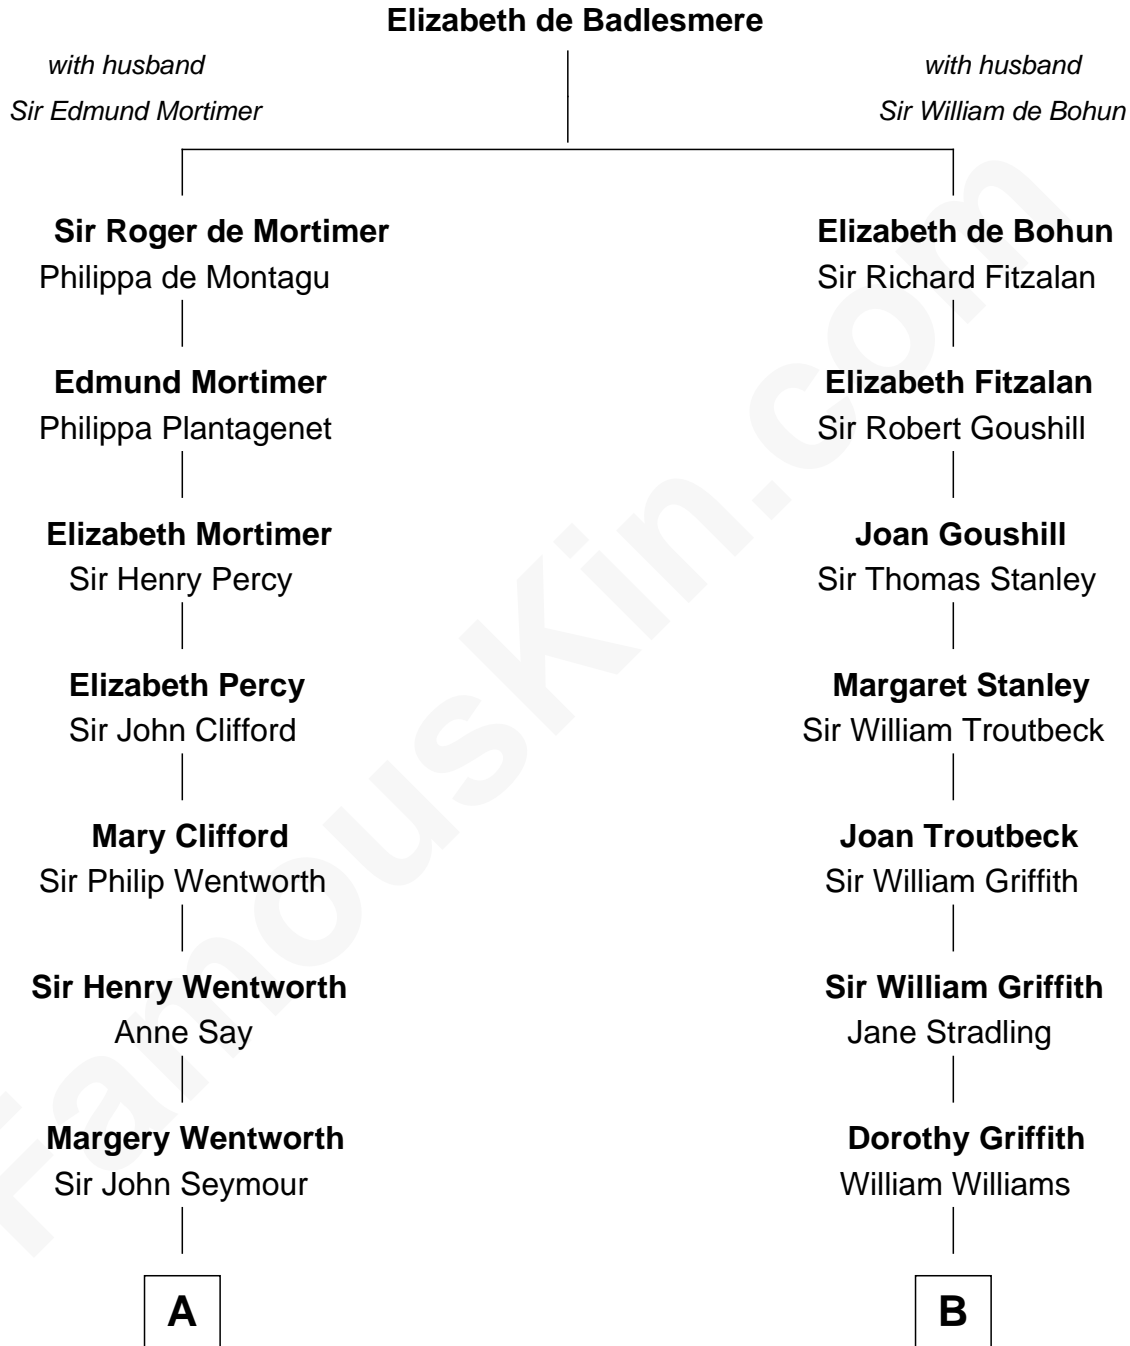 Elizabeth de Badlesmere
with husband
Sir Edmund Mortimer
with husband
Sir William de Bohun
Sir Roger de Mortimer
Philippa de Montagu
Elizabeth de Bohun
Sir Richard Fitzalan
Edmund Mortimer
Philippa Plantagenet
Elizabeth Fitzalan
Sir Robert Goushill
Elizabeth Mortimer
Sir Henry Percy
Joan Goushill
Sir Thomas Stanley
Elizabeth Percy
Sir John Clifford
Margaret Stanley
Sir William Troutbeck
Mary Clifford
Sir Philip Wentworth
Joan Troutbeck
Sir William Griffith
Sir Henry Wentworth
Anne Say
Sir William Griffith
Jane Stradling
Margery Wentworth
Sir John Seymour
Dorothy Griffith
William Williams
A
B
FamousKin.com